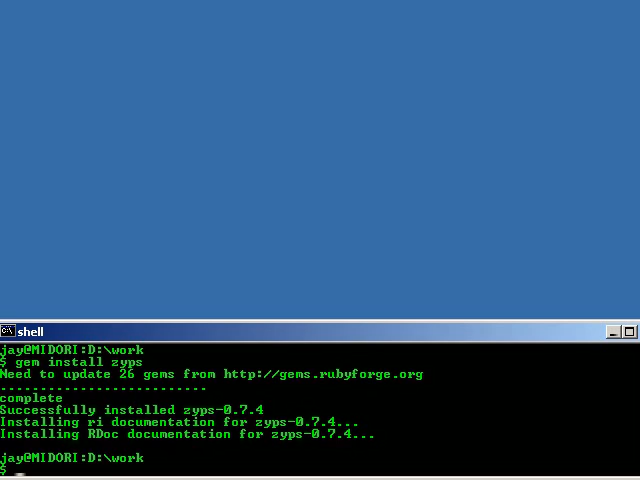 C:\ shell
jay@MIDORI:D:\work
$ gem install zyps
Need to update 26 gems from http://gems.rubyforge.org
..........................
complete
Successfully installed zyps-0.7.4
Installing ri documentation for zyps-0.7.4...
Installing RDoc documentation for zyps-0.7.4...
jay@MIDORI:D:\work
$